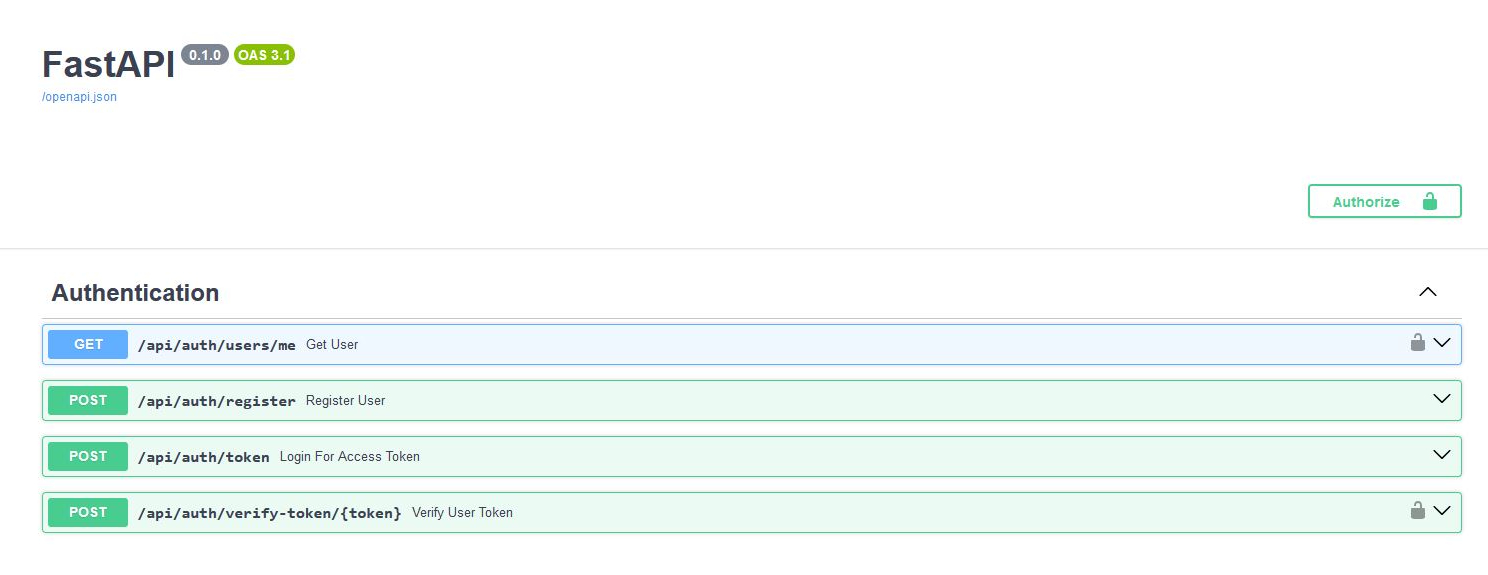 FastAPI 0.1.0 OAS 3.1
/openapi.json
Authorize
Authentication
GET /api/auth/users/me Get User
POST /api/auth/register Register User
POST /api/auth/token Login For Access Token
POST /api/auth/verify-token/{token} Verify User Token